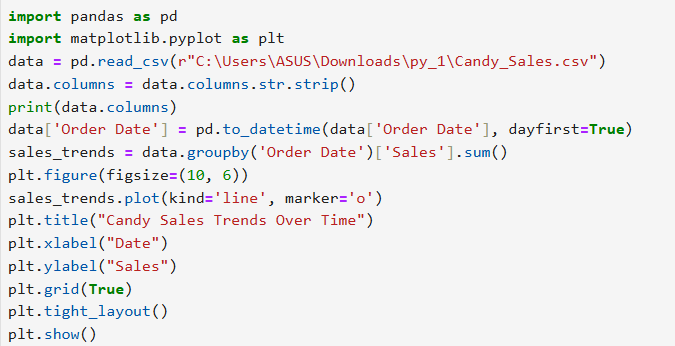 import pandas as pd
import matplotlib.pyplot as plt
data = pd.read_csv(r"C:\Users\ASUS\Downloads\py_1\Candy_Sales.csv")
data.columns = data.columns.str.strip()
print(data.columns)
data['Order Date'] = pd.to_datetime(data['Order Date'], dayfirst=True)
sales_trends = data.groupby('Order Date')['Sales'].sum()
plt.figure(figsize=(10, 6))
sales_trends.plot(kind='line', marker='o')
plt.title("Candy Sales Trends Over Time")
plt.xlabel("Date")
plt.ylabel("Sales")
plt.grid(True)
plt.tight_layout()
plt.show()